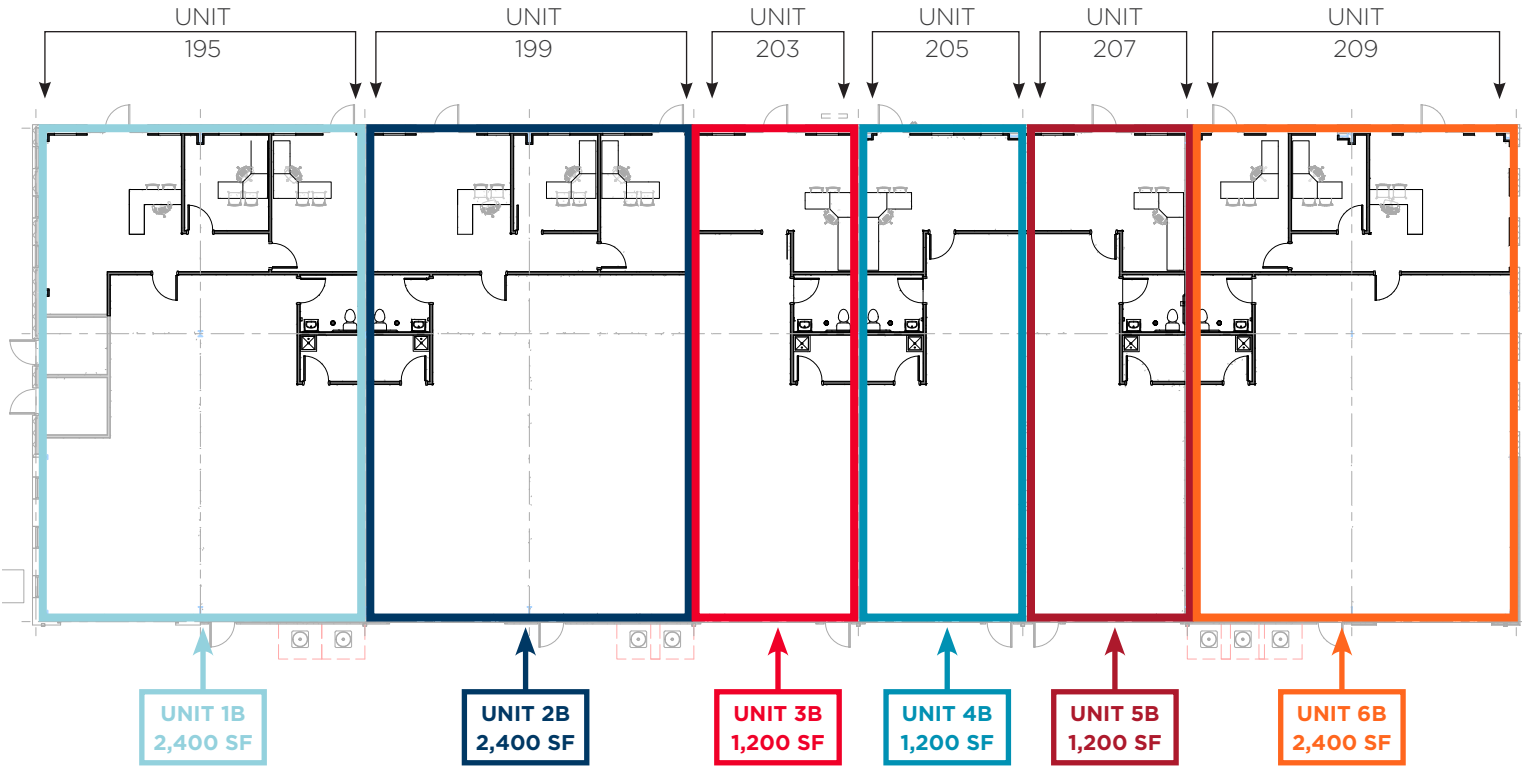 UNIT
195
UNIT
199
UNIT
203
UNIT
205
UNIT
207
UNIT
209
UNIT 1B
2,400 SF
UNIT 2B
2,400 SF
UNIT 3B
1,200 SF
UNIT 4B
1,200 SF
UNIT 5B
1,200 SF
UNIT 6B
2,400 SF